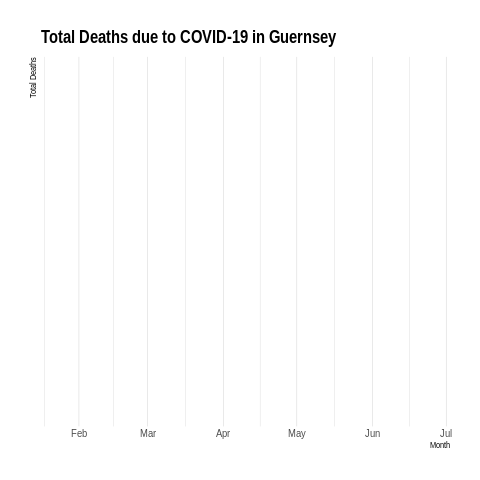 Total Deaths due to COVID-19 in Guernsey
Total Deaths
Feb Mar Apr May Jun Jul
Month